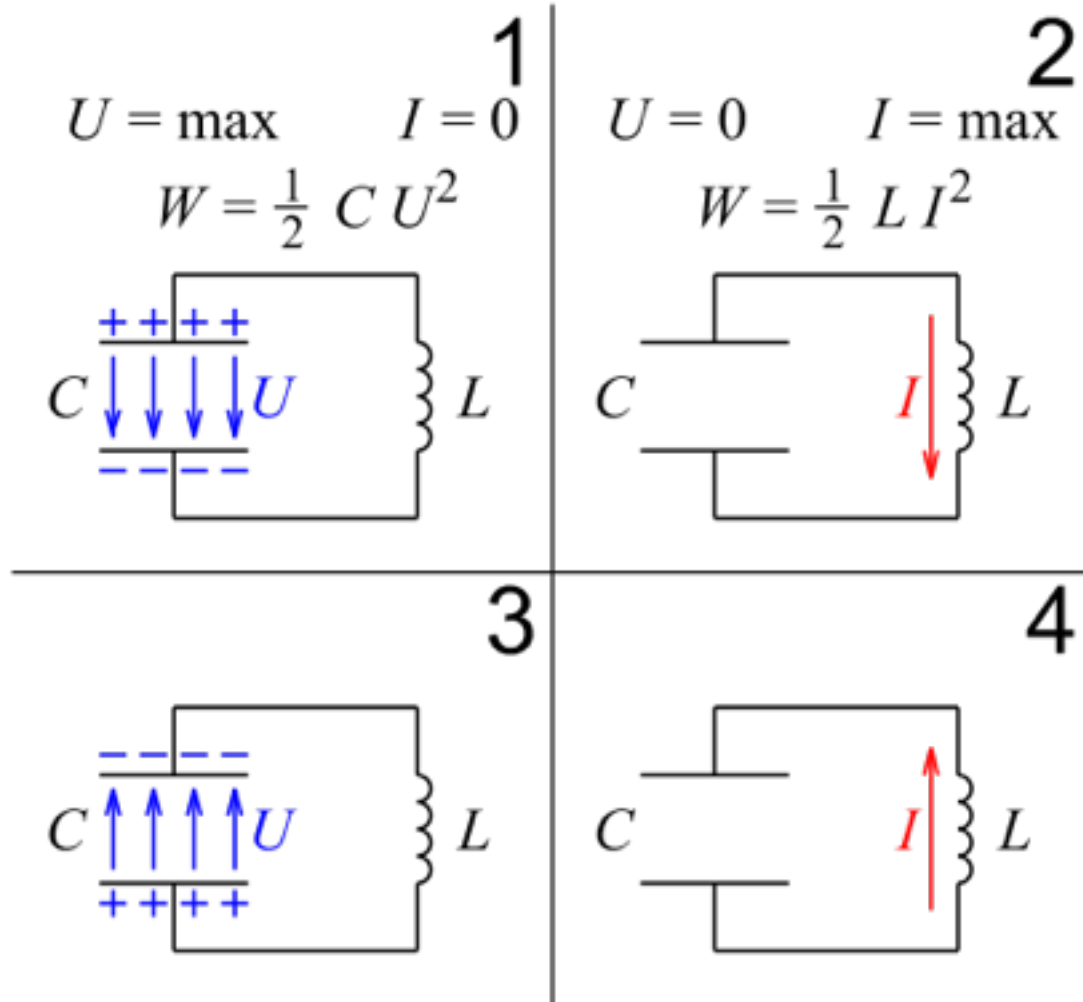 1
U = max I = 0
W = 1/2 C U²
+ + + +
C U L
− − − −
2
U = 0 I = max
W = 1/2 L I²
C I L
3
− − − −
C U L
+ + + +
4
C I L